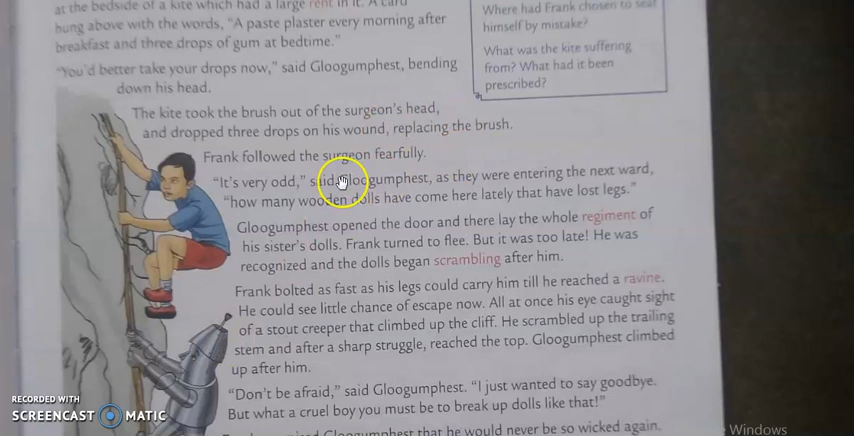 at the bedside of a kite which had a large rent in it. A card
hung above with the words, "A paste plaster every morning after
breakfast and three drops of gum at bedtime."
"You'd better take your drops now," said Gloogumphest, bending
down his head.
The kite took the brush out of the surgeon's head,
and dropped three drops on his wound, replacing the brush.
Frank followed the surgeon fearfully.
"It's very odd," said Gloogumphest, as they were entering the next ward,
"how many wooden dolls have come here lately that have lost legs."
Gloogumphest opened the door and there lay the whole regiment of
his sister's dolls. Frank turned to flee. But it was too late! He was
recognized and the dolls began scrambling after him.
Frank bolted as fast as his legs could carry him till he reached a ravine.
He could see little chance of escape now. All at once his eye caught sight
of a stout creeper that climbed up the cliff. He scrambled up the trailing
stem and after a sharp struggle, reached the top. Gloogumphest climbed
up after him.
"Don't be afraid," said Gloogumphest. "I just wanted to say goodbye.
But what a cruel boy you must be to break up dolls like that!"
Gloogumphest that he would never be so wicked again.
Where had Frank chosen to seat
himself by mistake?
What was the kite suffering
from? What had it been
prescribed?
RECORDED WITH
SCREENCAST MATIC
Windows